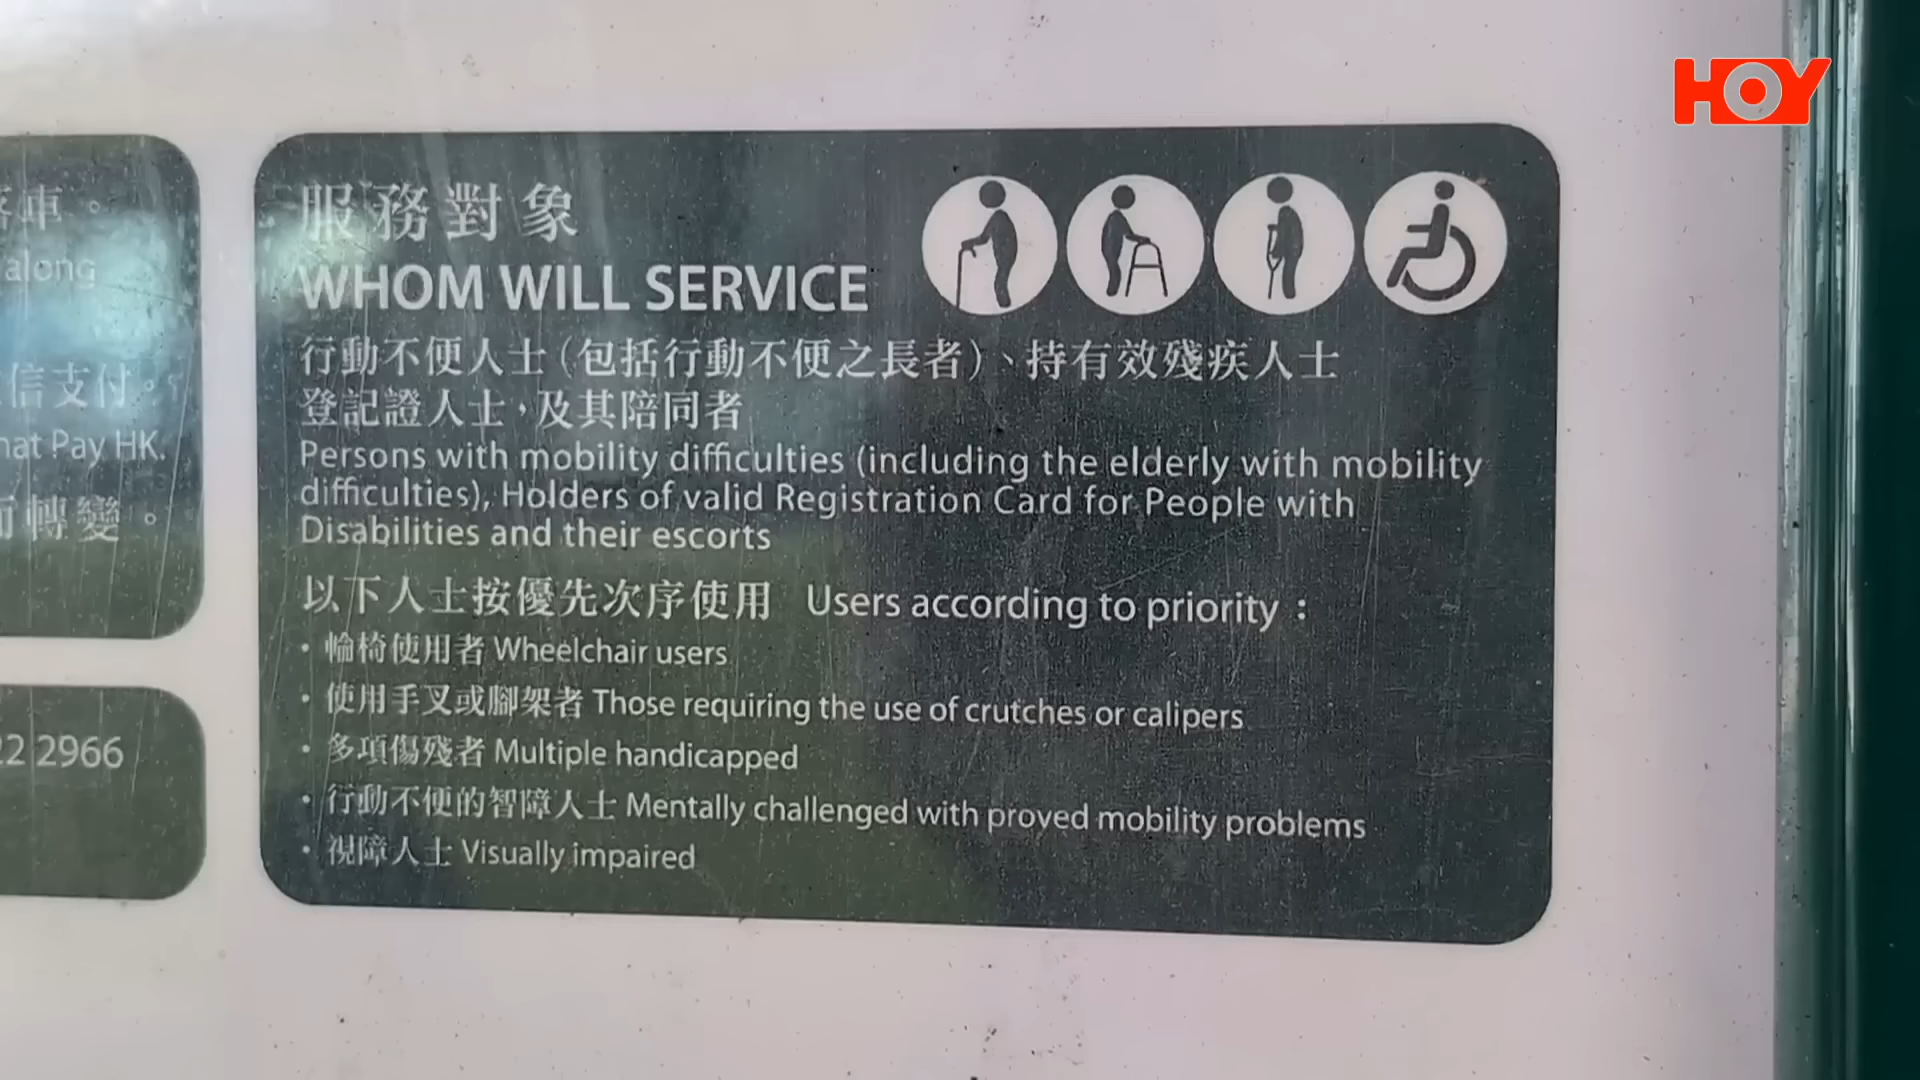 車。
along
信支付。
hat Pay HK.
轉變。
22 2966
HOY
服務對象
WHOM WILL SERVICE
行動不便人士(包括行動不便之長者)、持有效殘疾人士
登記證人士,及其陪同者
Persons with mobility difficulties (including the elderly with mobility
difficulties), Holders of valid Registration Card for People with
Disabilities and their escorts
以下人士按優先次序使用 Users according to priority :
• 輪椅使用者 Wheelchair users
• 使用手叉或腳架者 Those requiring the use of crutches or calipers
• 多項傷殘者 Multiple handicapped
• 行動不便的智障人士 Mentally challenged with proved mobility problems
• 視障人士 Visually impaired